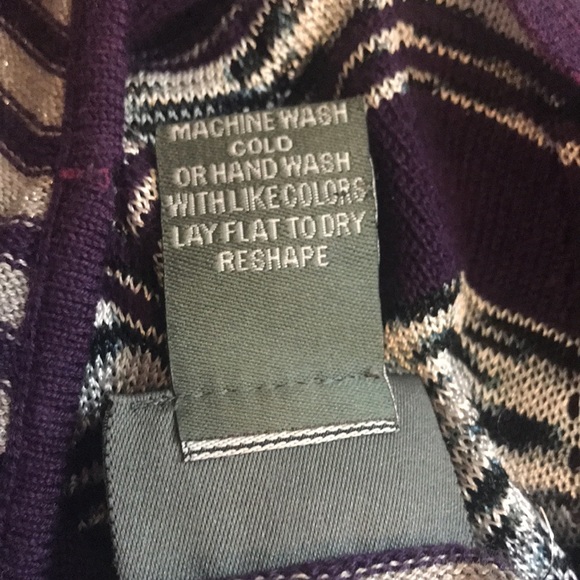 MACHINE WASH
COLD
OR HAND WASH
WITH LIKE COLORS
LAY FLAT TO DRY
RESHAPE